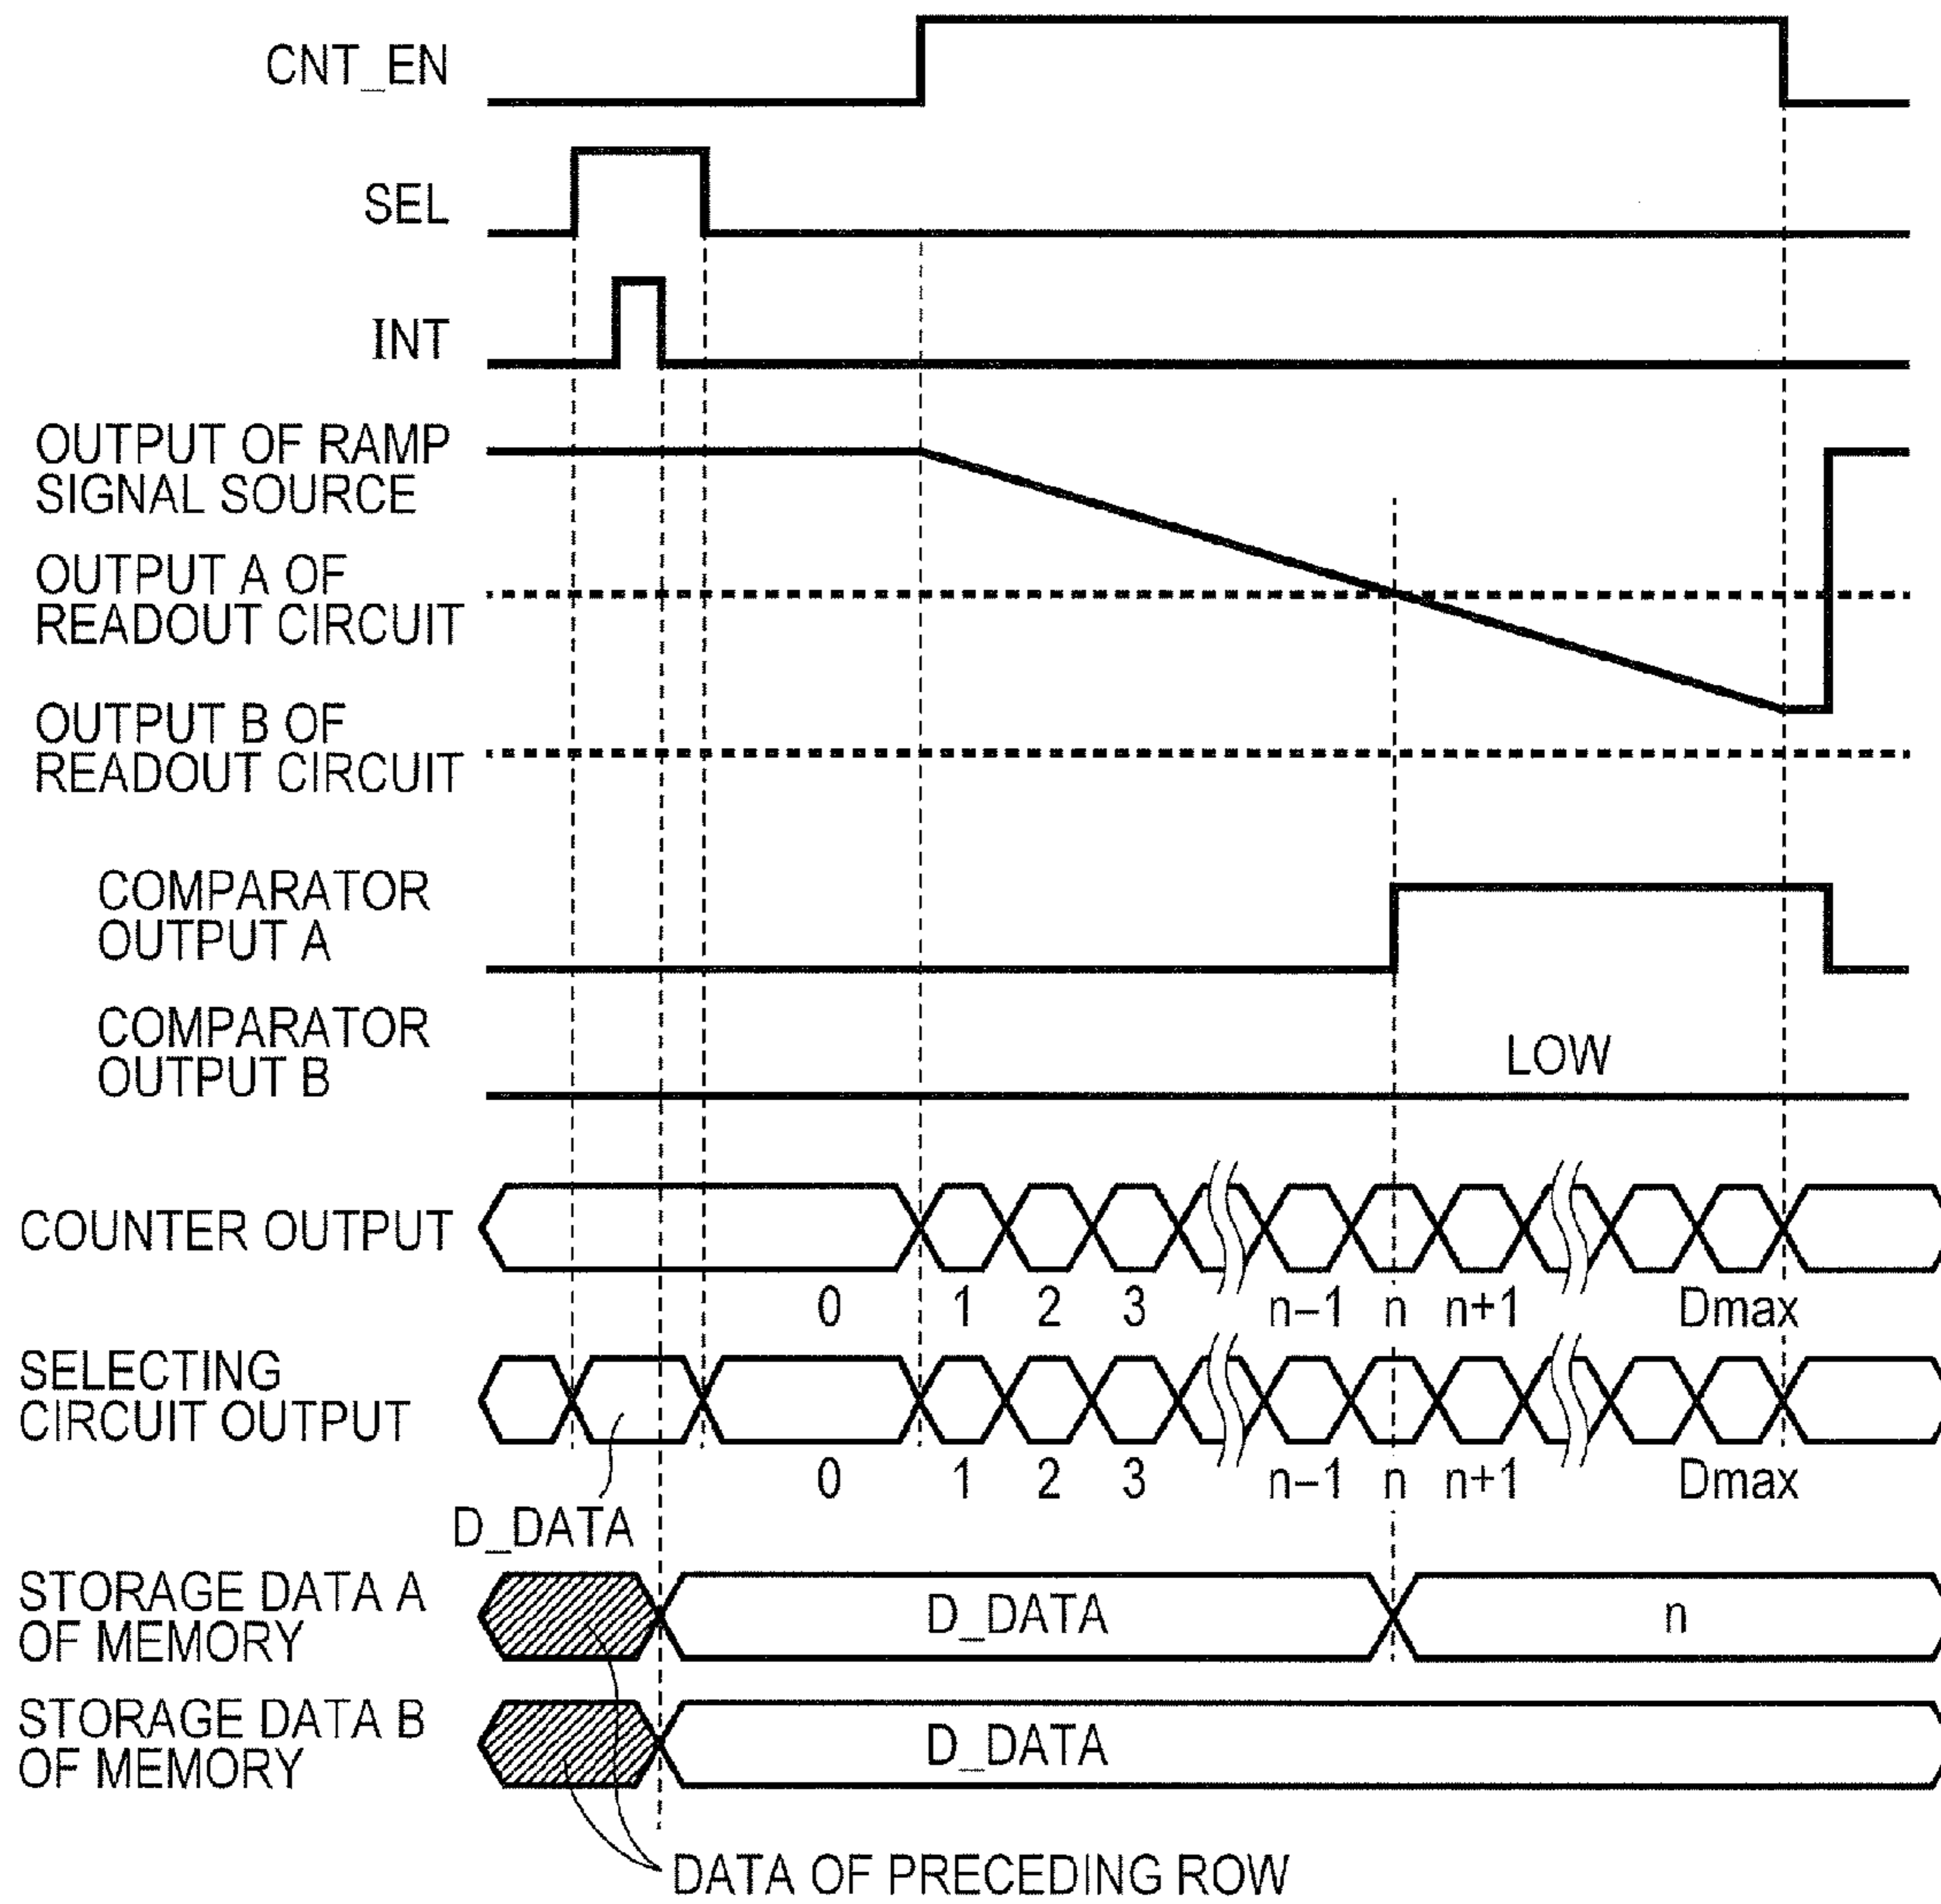 CNT_EN
SEL
INT
OUTPUT OF RAMP
SIGNAL SOURCE
OUTPUT A OF
READOUT CIRCUIT
OUTPUT B OF
READOUT CIRCUIT
COMPARATOR
OUTPUT A
COMPARATOR
OUTPUT B
LOW
COUNTER OUTPUT
0 1 2 3 n–1 n n+1 Dmax
SELECTING
CIRCUIT OUTPUT
0 1 2 3 n–1 n n+1 Dmax
D_DATA
STORAGE DATA A
OF MEMORY
D_DATA n
STORAGE DATA B
OF MEMORY
D_DATA
DATA OF PRECEDING ROW